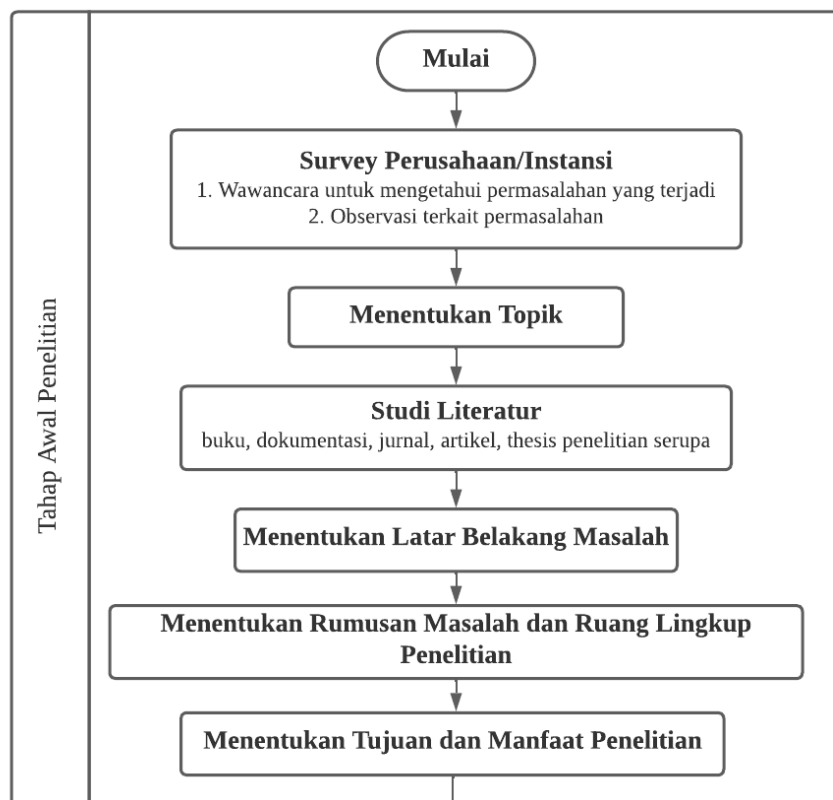 Mulai
Survey Perusahaan/Instansi
1. Wawancara untuk mengetahui permasalahan yang terjadi
2. Observasi terkait permasalahan
Menentukan Topik
Studi Literatur
buku, dokumentasi, jurnal, artikel, thesis penelitian serupa
Menentukan Latar Belakang Masalah
Menentukan Rumusan Masalah dan Ruang Lingkup
Penelitian
Menentukan Tujuan dan Manfaat Penelitian
Tahap Awal Penelitian